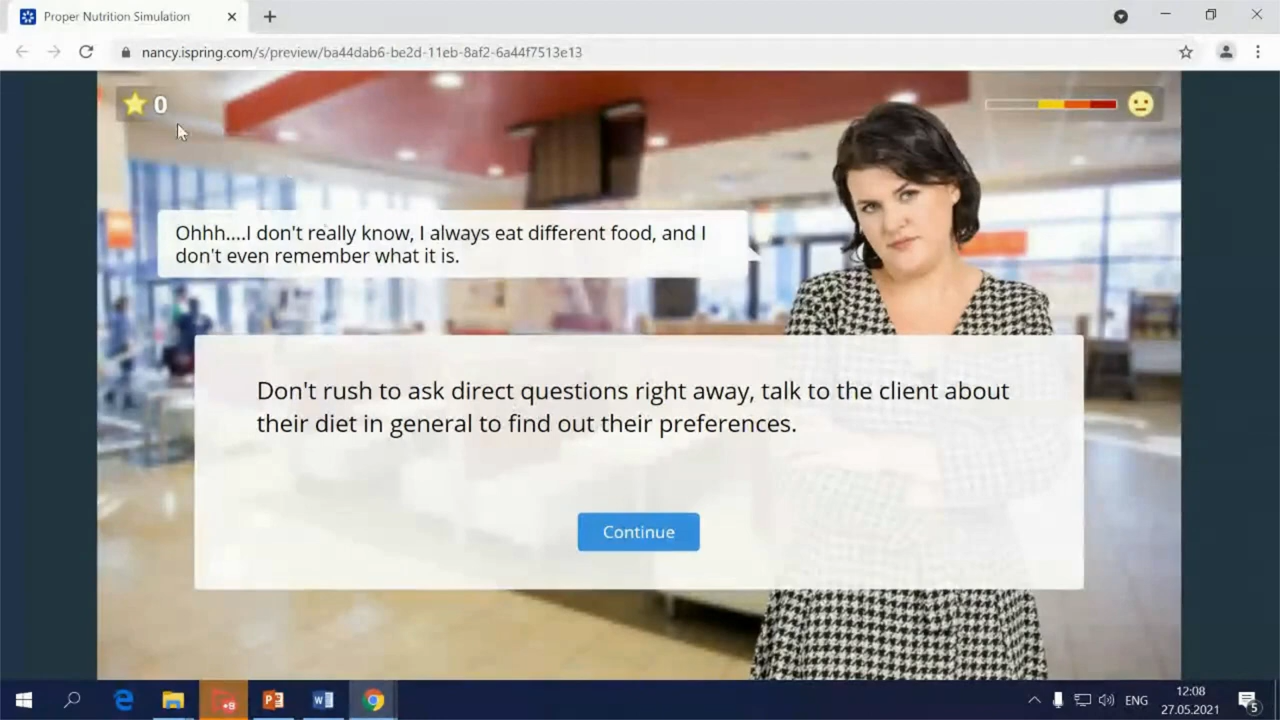 Proper Nutrition Simulation
nancy.ispring.com/s/preview/ba44dab6-be2d-11eb-8af2-6a44f7513e13
0
Ohhh....I don't really know, I always eat different food, and I
don't even remember what it is.
Don't rush to ask direct questions right away, talk to the client about
their diet in general to find out their preferences.
Continue
+9
ENG
12:08
27.05.2021
5